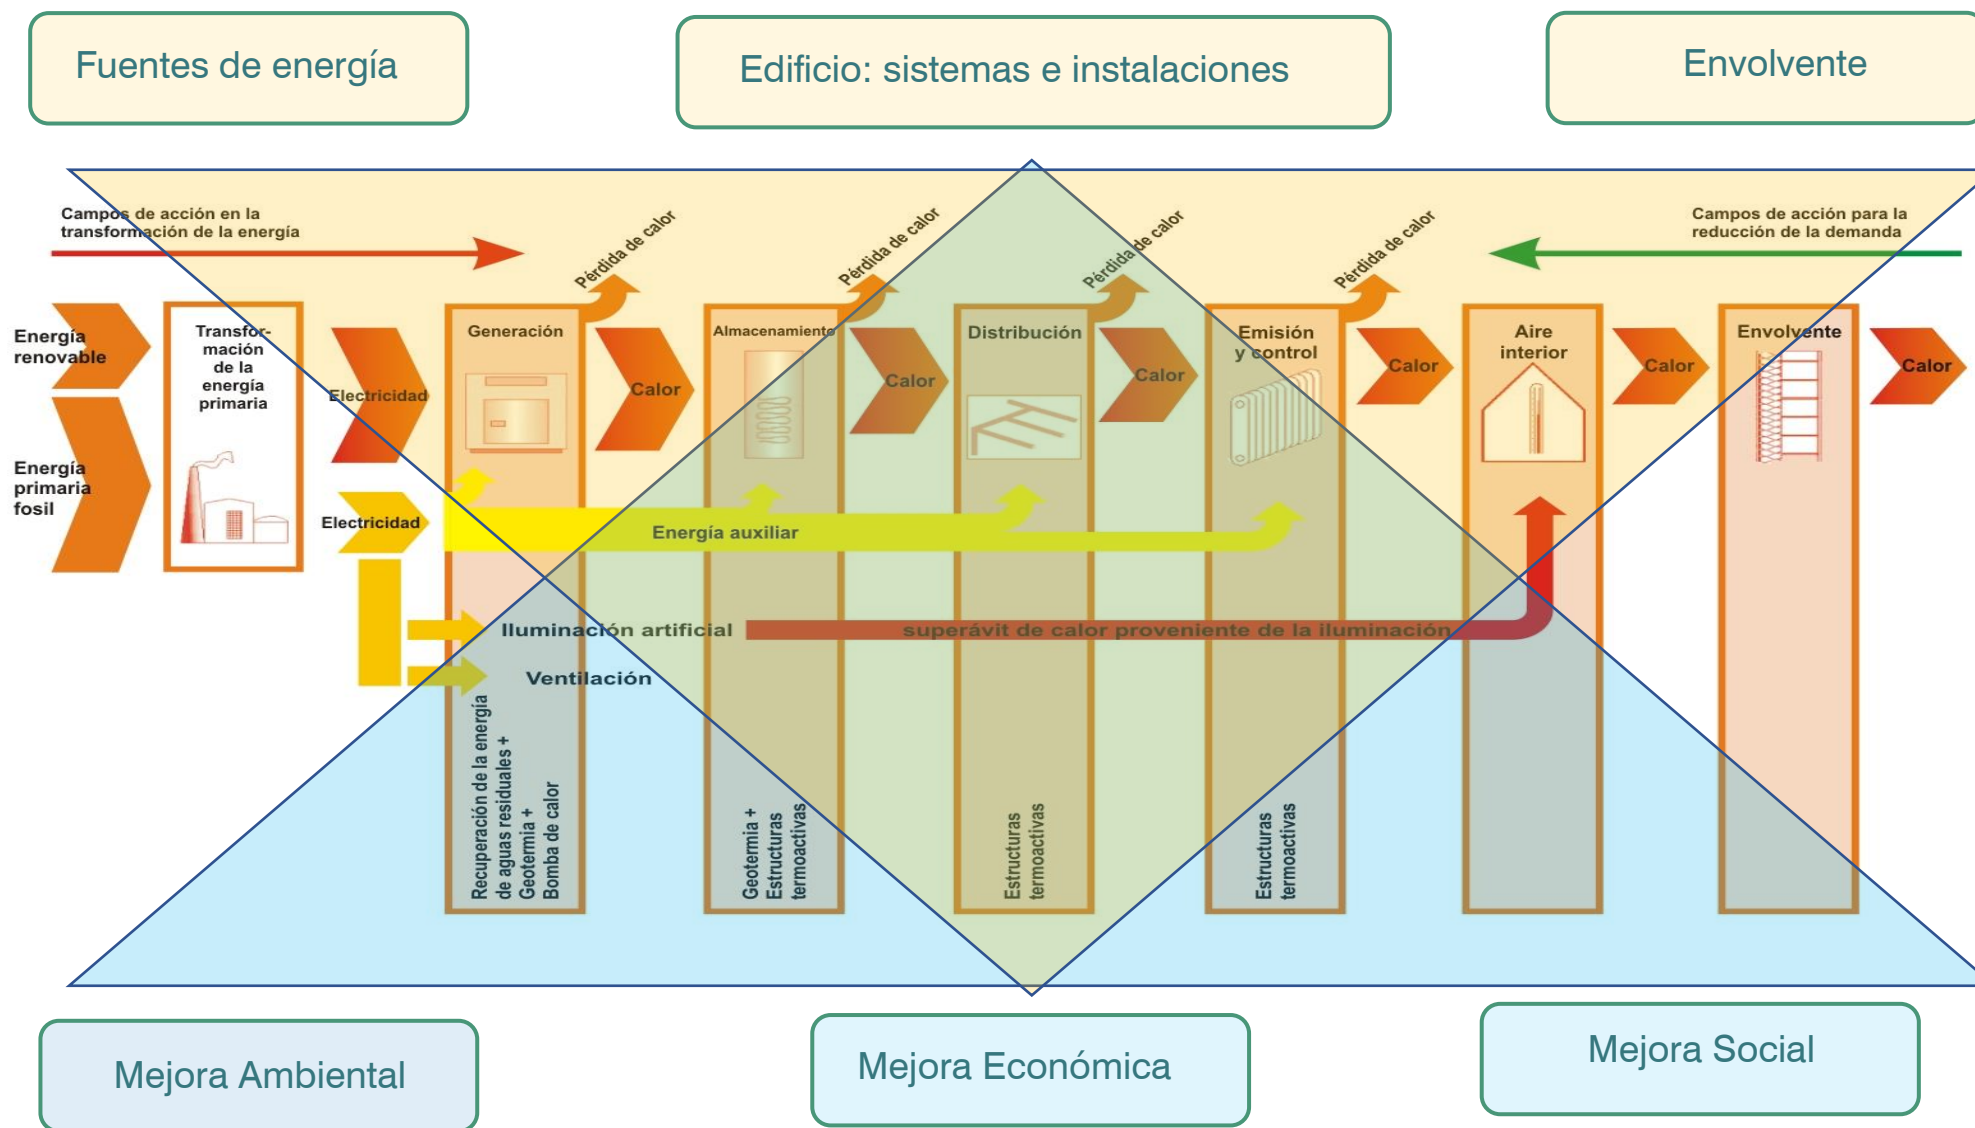 Fuentes de energía
Edificio: sistemas e instalaciones
Envolvente
Campos de acción en la
transformación de la energía
Campos de acción para la
reducción de la demanda
Pérdida de calor
Pérdida de calor
Pérdida de calor
Pérdida de calor
Energía
renovable
Transfor-
mación
de la
energía
primaria
Electricidad
Generación
Calor
Almacenamiento
Calor
Distribución
Calor
Emisión
y control
Calor
Aire
interior
Calor
Envolvente
Calor
Energía
primaria
fosil
Electricidad
Energía auxiliar
Iluminación artificial
superávit de calor proveniente de la iluminación
Ventilación
Recuperación de la energía
de aguas residuales +
Geotermia +
Bomba de calor
Geotermia +
Estructuras
termoactivas
Estructuras
termoactivas
Estructuras
termoactivas
Mejora Ambiental
Mejora Económica
Mejora Social